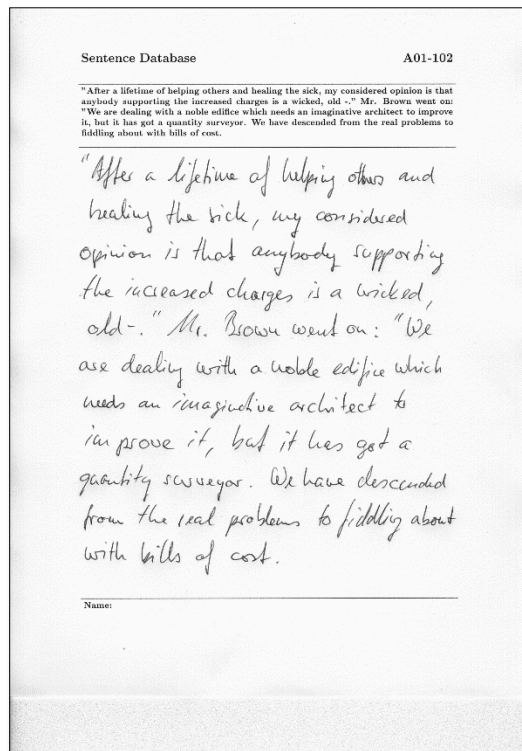 Sentence Database A01-102
"After a lifetime of helping others and healing the sick, my considered opinion is that
anybody supporting the increased charges is a wicked, old -." Mr. Brown went on:
"We are dealing with a noble edifice which needs an imaginative architect to improve
it, but it has got a quantity surveyor. We have descended from the real problems to
fiddling about with bills of cost.
"After a lifetime of helping others and
healing the sick, my considered
opinion is that anybody supporting
the increased charges is a wicked,
old-." Mr. Brown went on: "We
are dealing with a noble edifice which
needs an imaginative architect to
improve it, but it has got a
quantity surveyor. We have descended
from the real problems to fiddling about
with bills of cost.
Name: